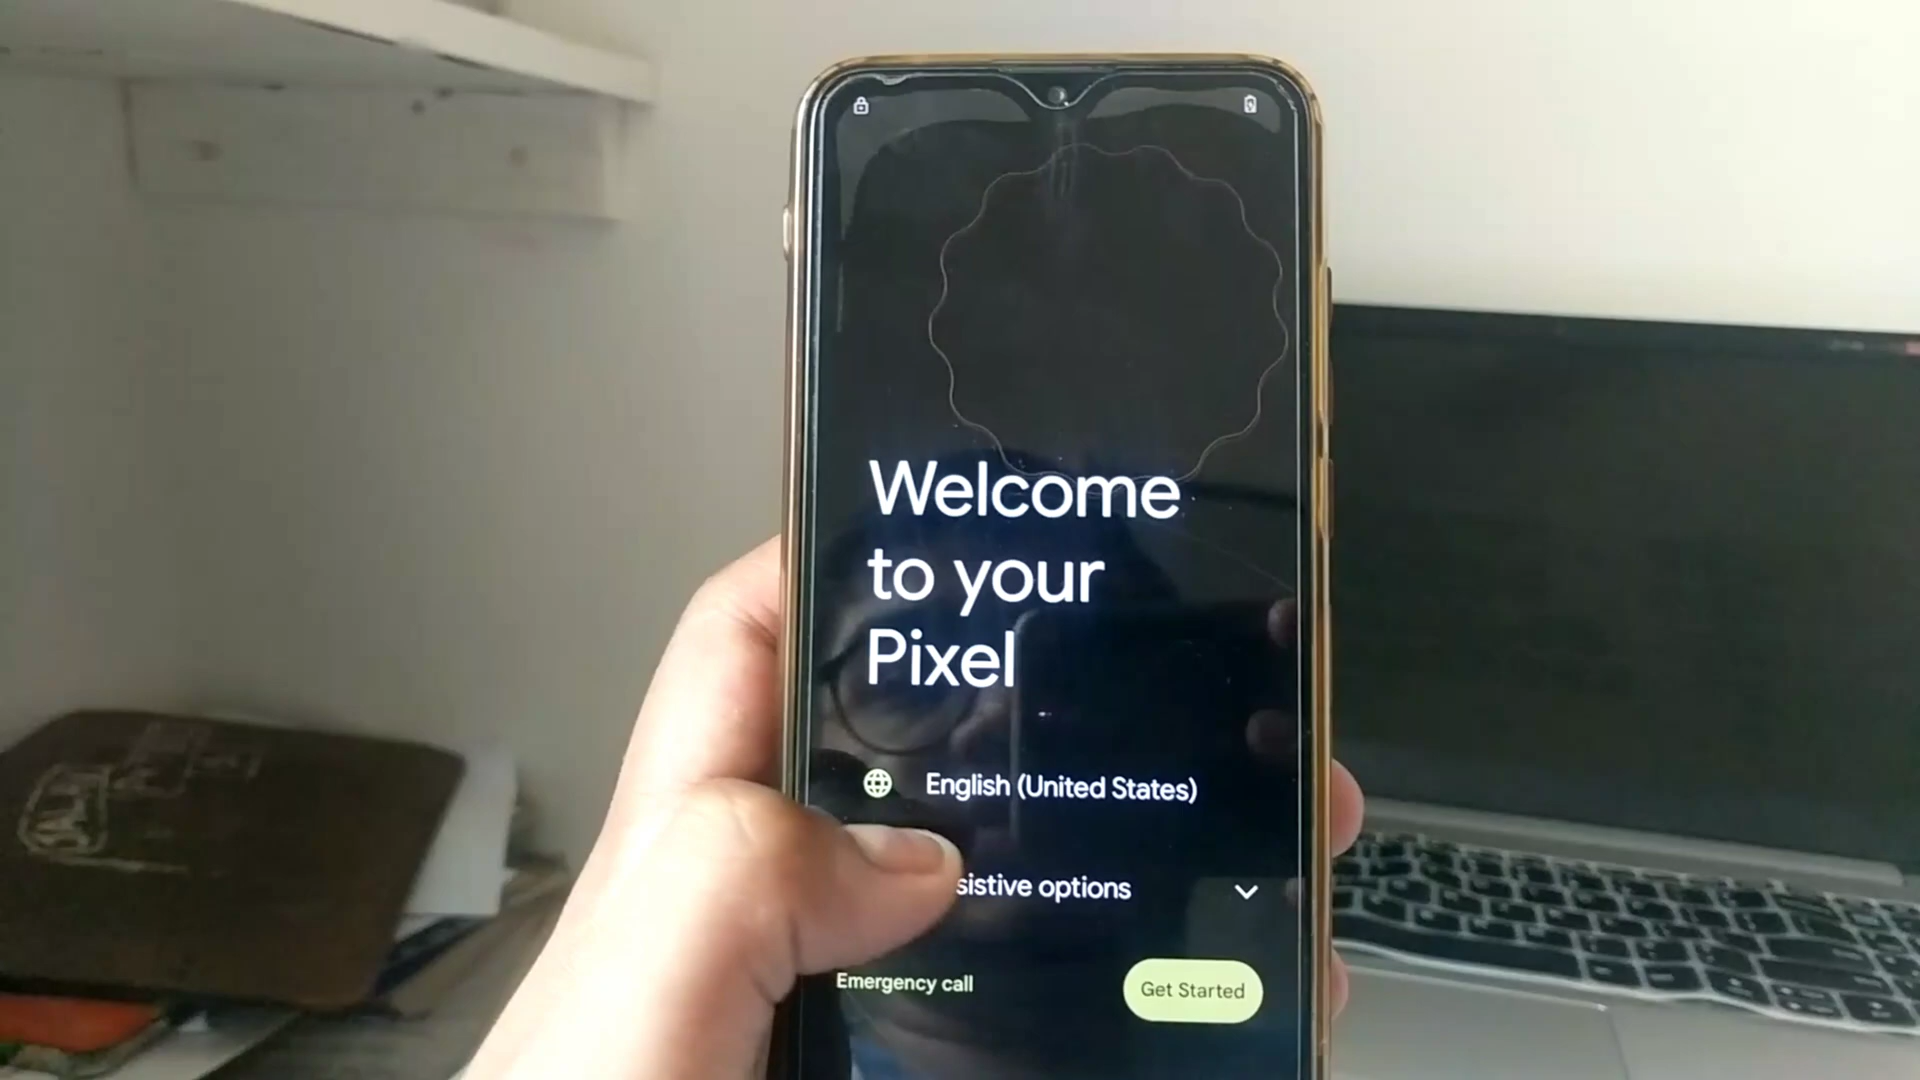 Welcome
to your
Pixel
English (United States)
sistive options
Emergency call
Get Started